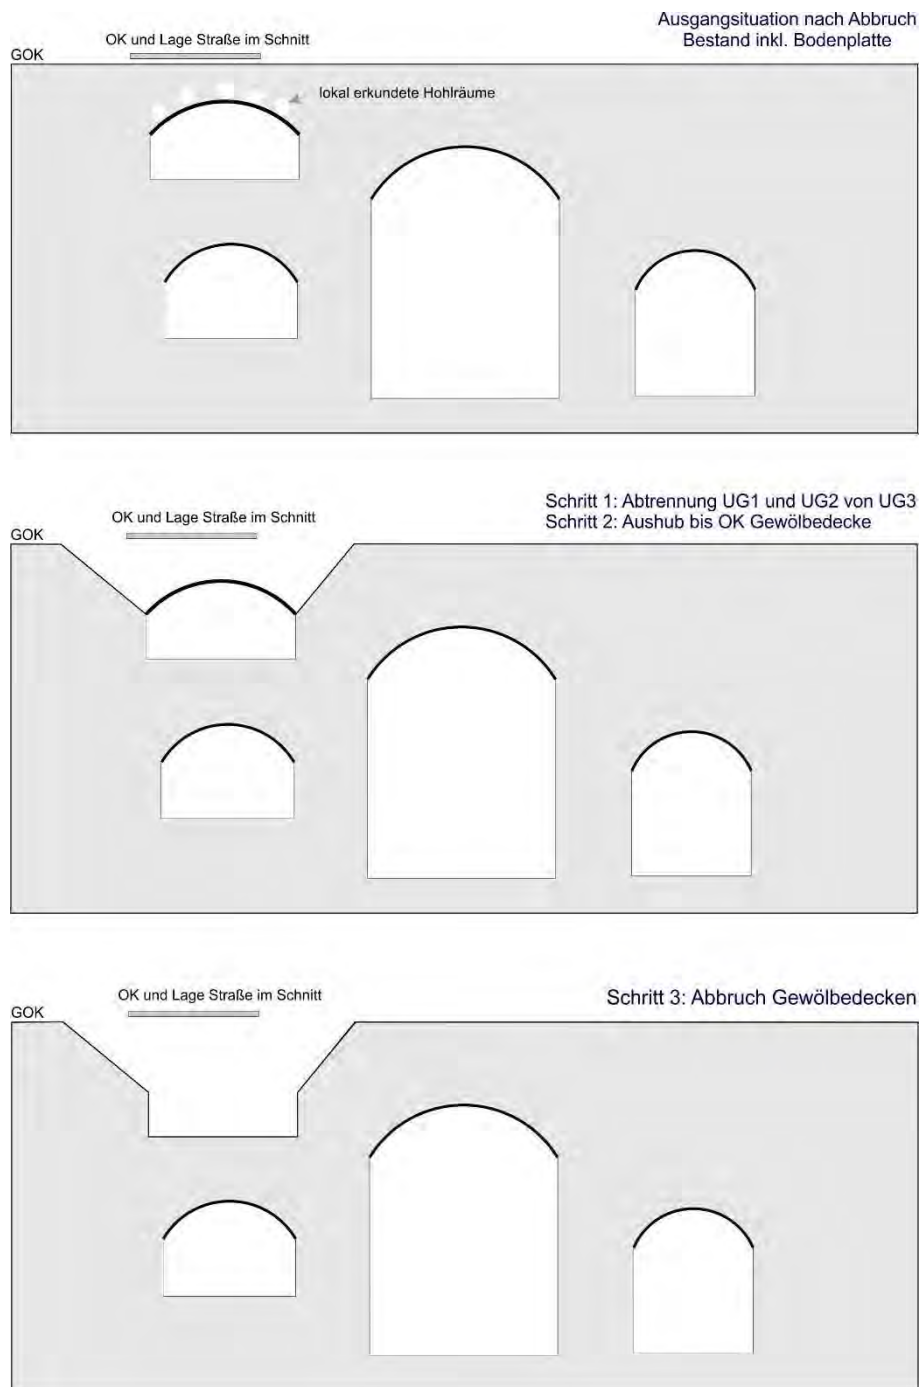 Ausgangsituation nach Abbruch
Bestand inkl. Bodenplatte
OK und Lage Straße im Schnitt
GOK
lokal erkundete Hohlräume
Schritt 1: Abtrennung UG1 und UG2 von UG3
Schritt 2: Aushub bis OK Gewölbedecke
OK und Lage Straße im Schnitt
GOK
Schritt 3: Abbruch Gewölbedecken
OK und Lage Straße im Schnitt
GOK